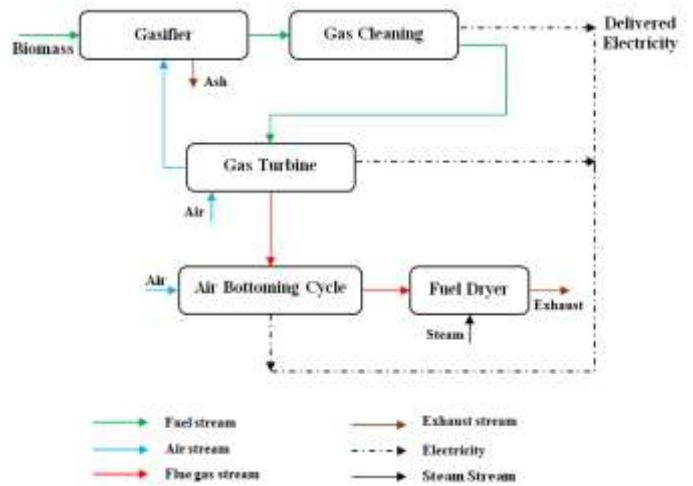 Biomass
Gasifier
Gas Cleaning
Delivered
Electricity
Ash
Gas Turbine
Air
Air
Air Bottoming Cycle
Fuel Dryer
Exhaust
Steam
Fuel stream
Air stream
Flue gas stream
Exhaust stream
Electricity
Steam Stream